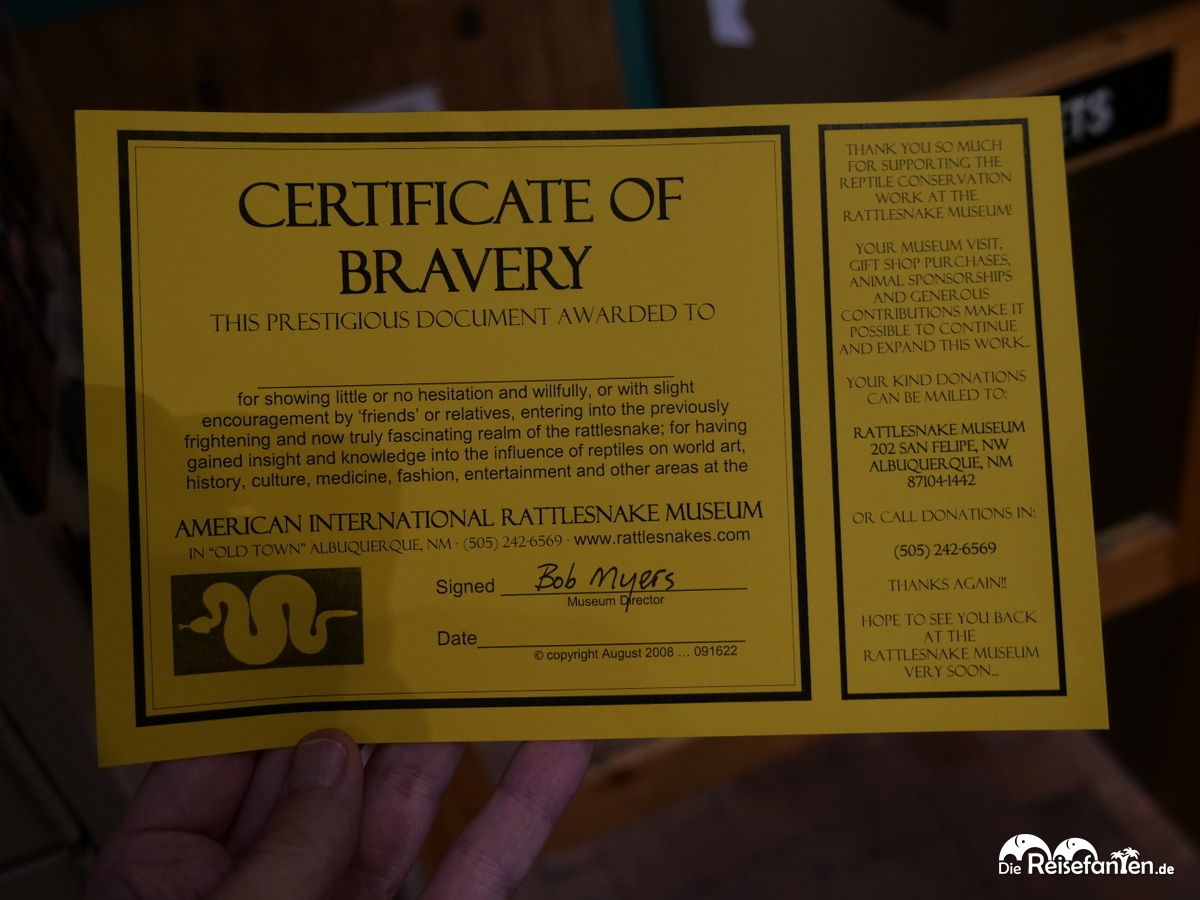 CERTIFICATE OF
BRAVERY
THIS PRESTIGIOUS DOCUMENT AWARDED TO
for showing little or no hesitation and willfully, or with slight
encouragement by 'friends' or relatives, entering into the previously
frightening and now truly fascinating realm of the rattlesnake; for having
gained insight and knowledge into the influence of reptiles on world art,
history, culture, medicine, fashion, entertainment and other areas at the
AMERICAN INTERNATIONAL RATTLESNAKE MUSEUM
IN "OLD TOWN" ALBUQUERQUE, NM - (505) 242-6569 - www.rattlesnakes.com
Signed Bob Myers
Museum Director
Date
© copyright August 2008 ... 091622
THANK YOU SO MUCH
FOR SUPPORTING THE
REPTILE CONSERVATION
WORK AT THE
RATTLESNAKE MUSEUM!
YOUR MUSEUM VISIT,
GIFT SHOP PURCHASES,
ANIMAL SPONSORSHIPS
AND GENEROUS
CONTRIBUTIONS MAKE IT
POSSIBLE TO CONTINUE
AND EXPAND THIS WORK...
YOUR KIND DONATIONS
CAN BE MAILED TO:
RATTLESNAKE MUSEUM
202 SAN FELIPE, NW
ALBUQUERQUE, NM
87104-1442
OR CALL DONATIONS IN:
(505) 242-6569
THANKS AGAIN!!
HOPE TO SEE YOU BACK
AT THE
RATTLESNAKE MUSEUM
VERY SOON...
ETS
Die Reisefanten.de